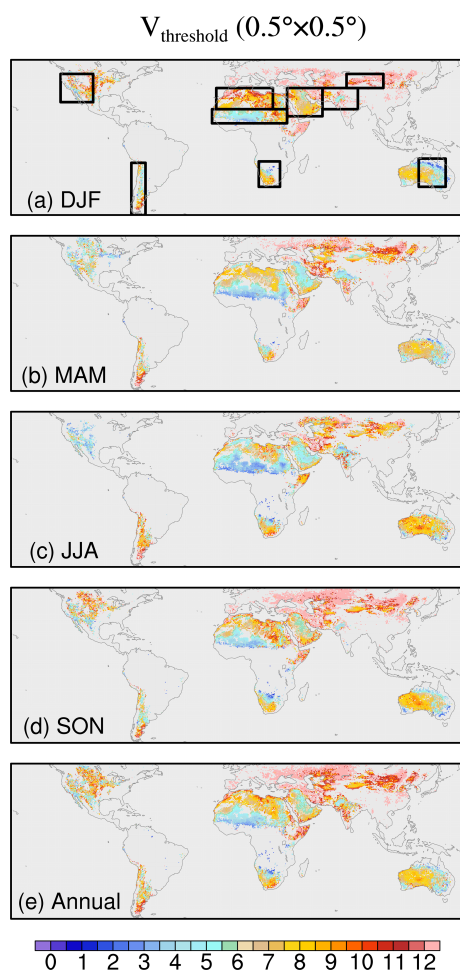 V_threshold (0.5°×0.5°)
(a) DJF
(b) MAM
(c) JJA
(d) SON
(e) Annual
0 1 2 3 4 5 6 7 8 9 10 11 12